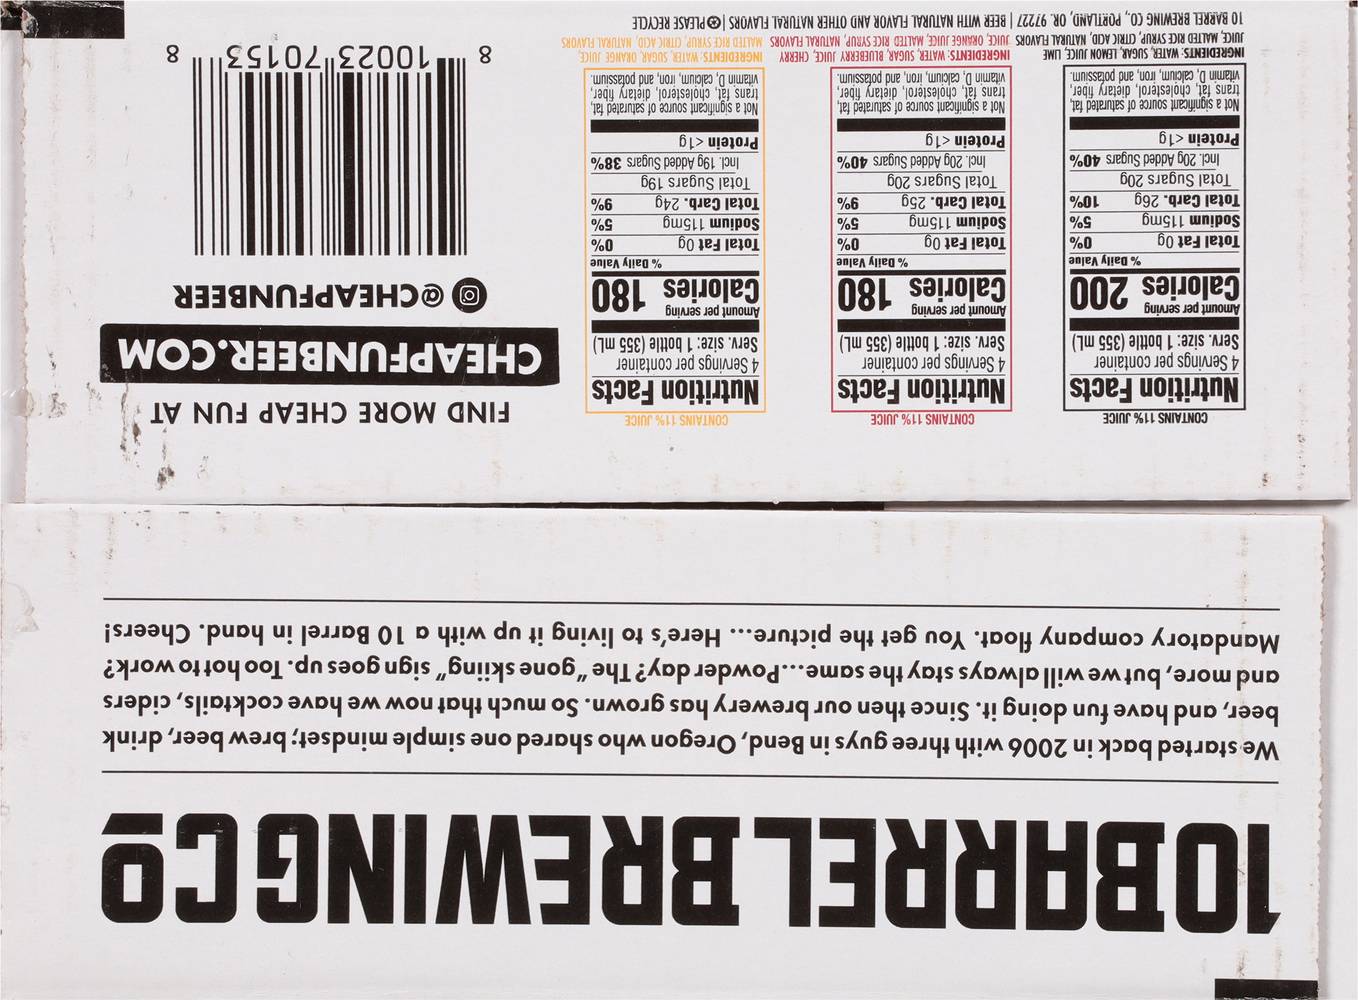 10 BARREL BREWING CO
We started back in 2006 with three guys in Bend, Oregon who shared one simple mindset; brew beer, drink
beer, and have fun doing it. Since then our brewery has grown. So much that now we have cocktails, ciders
and more, but we will always stay the same...Powder day? The "gone skiing" sign goes up. Too hot to work?
Mandatory company float. You get the picture... Here's to living it up with a 10 Barrel in hand. Cheers!
CONTAINS 11% JUICE
Nutrition Facts
4 Servings per container
Serv. size: 1 bottle (355 mL)
Amount per serving
Calories 200
% Daily Value
Total Fat 0g 0%
Sodium 115mg 5%
Total Carb. 26g 10%
Total Sugars 20g
Incl. 20g Added Sugars 40%
Protein <1g
Not a significant source of saturated fat,
trans fat, cholesterol, dietary fiber,
vitamin D, calcium, iron, and potassium.
INGREDIENTS: WATER, SUGAR, LEMON JUICE, LIME
JUICE, MALTED RICE SYRUP, CITRIC ACID, NATURAL FLAVORS
CONTAINS 11% JUICE
Nutrition Facts
4 Servings per container
Serv. size: 1 bottle (355 mL)
Amount per serving
Calories 180
% Daily Value
Total Fat 0g 0%
Sodium 115mg 5%
Total Carb. 25g 9%
Total Sugars 20g
Incl. 20g Added Sugars 40%
Protein <1g
Not a significant source of saturated fat,
trans fat, cholesterol, dietary fiber,
vitamin D, calcium, iron, and potassium.
INGREDIENTS: WATER, SUGAR, BLUEBERRY JUICE, CHERRY
JUICE, ORANGE JUICE, MALTED RICE SYRUP, NATURAL FLAVORS
CONTAINS 11% JUICE
Nutrition Facts
4 Servings per container
Serv. size: 1 bottle (355 mL)
Amount per serving
Calories 180
% Daily Value
Total Fat 0g 0%
Sodium 115mg 5%
Total Carb. 24g 9%
Total Sugars 19g
Incl. 19g Added Sugars 38%
Protein <1g
Not a significant source of saturated fat,
trans fat, cholesterol, dietary fiber,
vitamin D, calcium, iron, and potassium.
INGREDIENTS: WATER, SUGAR, ORANGE JUICE,
MALTED RICE SYRUP, CITRIC ACID, NATURAL FLAVORS
10 BARREL BREWING CO., PORTLAND, OR. 97227 | BEER WITH NATURAL FLAVOR AND OTHER NATURAL FLAVORS | PLEASE RECYCLE
FIND MORE CHEAP FUN AT
CHEAPFUNBEER.COM
@CHEAPFUNBEER
8 10023 70153 8